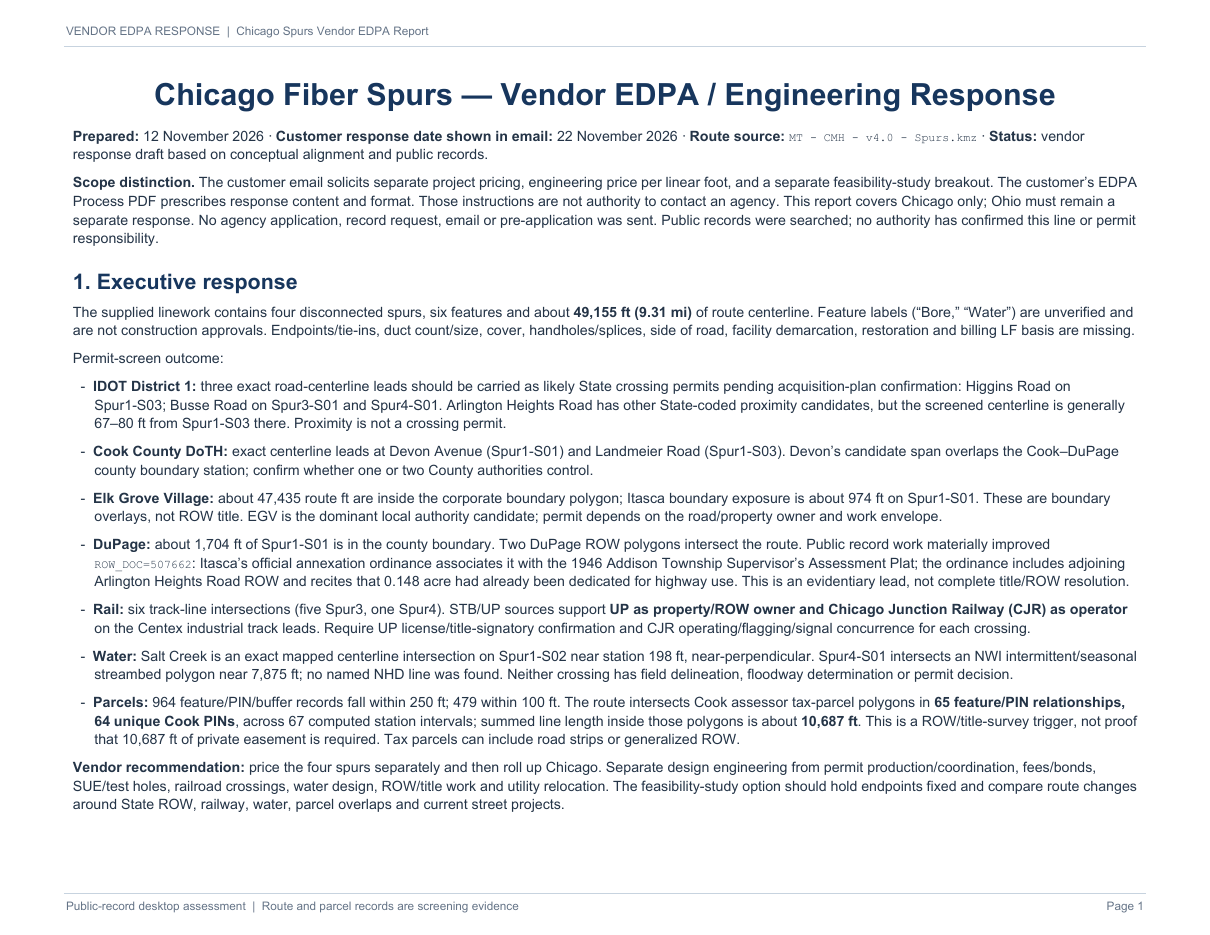 VENDOR EDPA RESPONSE | Chicago Spurs Vendor EDPA Report
Chicago Fiber Spurs — Vendor EDPA / Engineering Response
Prepared: 12 November 2026 · Customer response date shown in email: 22 November 2026 · Route source: MT - CMH - v4.0 - Spurs.kmz · Status: vendor
response draft based on conceptual alignment and public records.
Scope distinction. The customer email solicits separate project pricing, engineering price per linear foot, and a separate feasibility-study breakout. The customer’s EDPA
Process PDF prescribes response content and format. Those instructions are not authority to contact an agency. This report covers Chicago only; Ohio must remain a
separate response. No agency application, record request, email or pre-application was sent. Public records were searched; no authority has confirmed this line or permit
responsibility.
1. Executive response
The supplied linework contains four disconnected spurs, six features and about 49,155 ft (9.31 mi) of route centerline. Feature labels (“Bore,” “Water”) are unverified and
are not construction approvals. Endpoints/tie-ins, duct count/size, cover, handholes/splices, side of road, facility demarcation, restoration and billing LF basis are missing.
Permit-screen outcome:
- IDOT District 1: three exact road-centerline leads should be carried as likely State crossing permits pending acquisition-plan confirmation: Higgins Road on
Spur1-S03; Busse Road on Spur3-S01 and Spur4-S01. Arlington Heights Road has other State-coded proximity candidates, but the screened centerline is generally
67–80 ft from Spur1-S03 there. Proximity is not a crossing permit.
- Cook County DoTH: exact centerline leads at Devon Avenue (Spur1-S01) and Landmeier Road (Spur1-S03). Devon’s candidate span overlaps the Cook–DuPage
county boundary station; confirm whether one or two County authorities control.
- Elk Grove Village: about 47,435 route ft are inside the corporate boundary polygon; Itasca boundary exposure is about 974 ft on Spur1-S01. These are boundary
overlays, not ROW title. EGV is the dominant local authority candidate; permit depends on the road/property owner and work envelope.
- DuPage: about 1,704 ft of Spur1-S01 is in the county boundary. Two DuPage ROW polygons intersect the route. Public record work materially improved
ROW_DOC=507662: Itasca’s official annexation ordinance associates it with the 1946 Addison Township Supervisor’s Assessment Plat; the ordinance includes adjoining
Arlington Heights Road ROW and recites that 0.148 acre had already been dedicated for highway use. This is an evidentiary lead, not complete title/ROW resolution.
- Rail: six track-line intersections (five Spur3, one Spur4). STB/UP sources support UP as property/ROW owner and Chicago Junction Railway (CJR) as operator
on the Centex industrial track leads. Require UP license/title-signatory confirmation and CJR operating/flagging/signal concurrence for each crossing.
- Water: Salt Creek is an exact mapped centerline intersection on Spur1-S02 near station 198 ft, near-perpendicular. Spur4-S01 intersects an NWI intermittent/seasonal
streambed polygon near 7,875 ft; no named NHD line was found. Neither crossing has field delineation, floodway determination or permit decision.
- Parcels: 964 feature/PIN/buffer records fall within 250 ft; 479 within 100 ft. The route intersects Cook assessor tax-parcel polygons in 65 feature/PIN relationships,
64 unique Cook PINs, across 67 computed station intervals; summed line length inside those polygons is about 10,687 ft. This is a ROW/title-survey trigger, not proof
that 10,687 ft of private easement is required. Tax parcels can include road strips or generalized ROW.
Vendor recommendation: price the four spurs separately and then roll up Chicago. Separate design engineering from permit production/coordination, fees/bonds,
SUE/test holes, railroad crossings, water design, ROW/title work and utility relocation. The feasibility-study option should hold endpoints fixed and compare route changes
around State ROW, railway, water, parcel overlaps and current street projects.
Public-record desktop assessment | Route and parcel records are screening evidence
Page 1